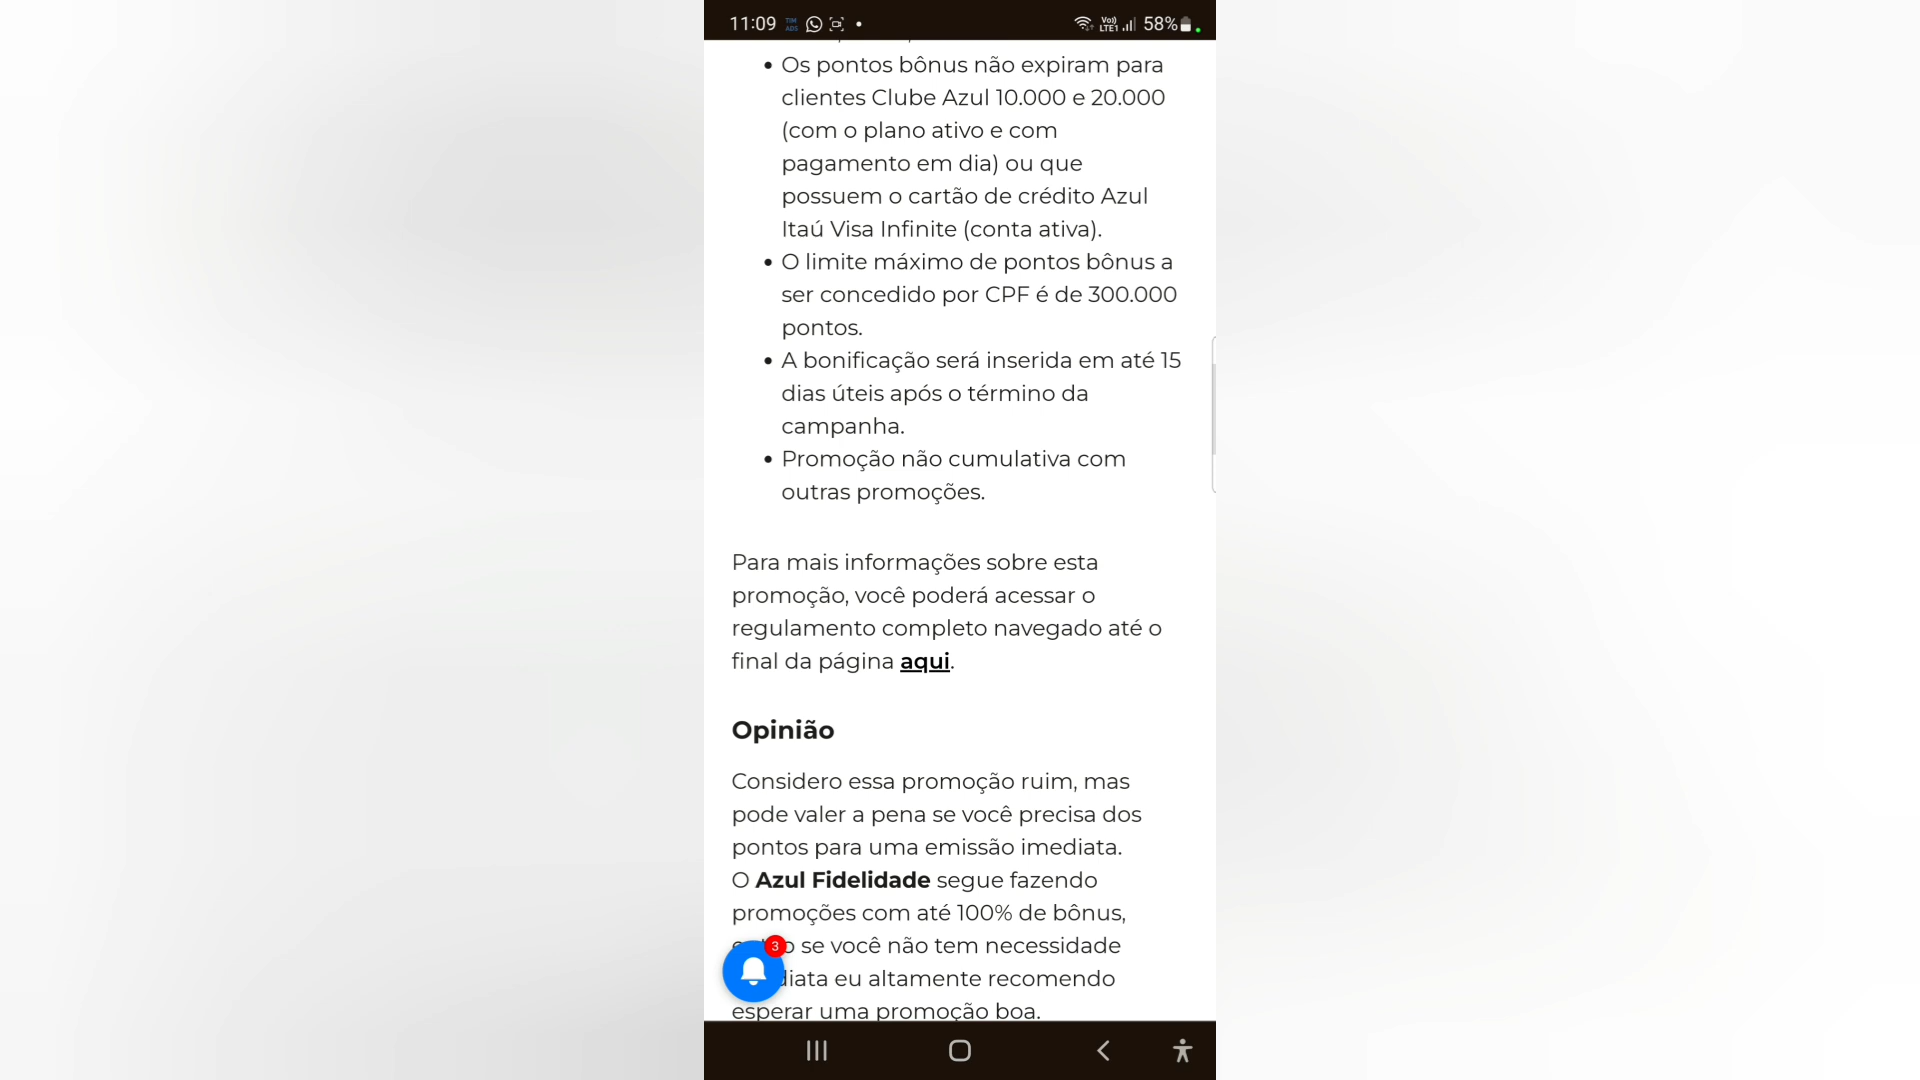 11:09 TIM ADS Vo)) LTE1 58%
Os pontos bônus não expiram para
clientes Clube Azul 10.000 e 20.000
(com o plano ativo e com
pagamento em dia) ou que
possuem o cartão de crédito Azul
Itaú Visa Infinite (conta ativa).
O limite máximo de pontos bônus a
ser concedido por CPF é de 300.000
pontos.
A bonificação será inserida em até 15
dias úteis após o término da
campanha.
Promoção não cumulativa com
outras promoções.
Para mais informações sobre esta
promoção, você poderá acessar o
regulamento completo navegado até o
final da página aqui.
Opinião
Considero essa promoção ruim, mas
pode valer a pena se você precisa dos
pontos para uma emissão imediata.
O Azul Fidelidade segue fazendo
promoções com até 100% de bônus,
3
se você não tem necessidade
eu altamente recomendo
esperar uma promoção boa.